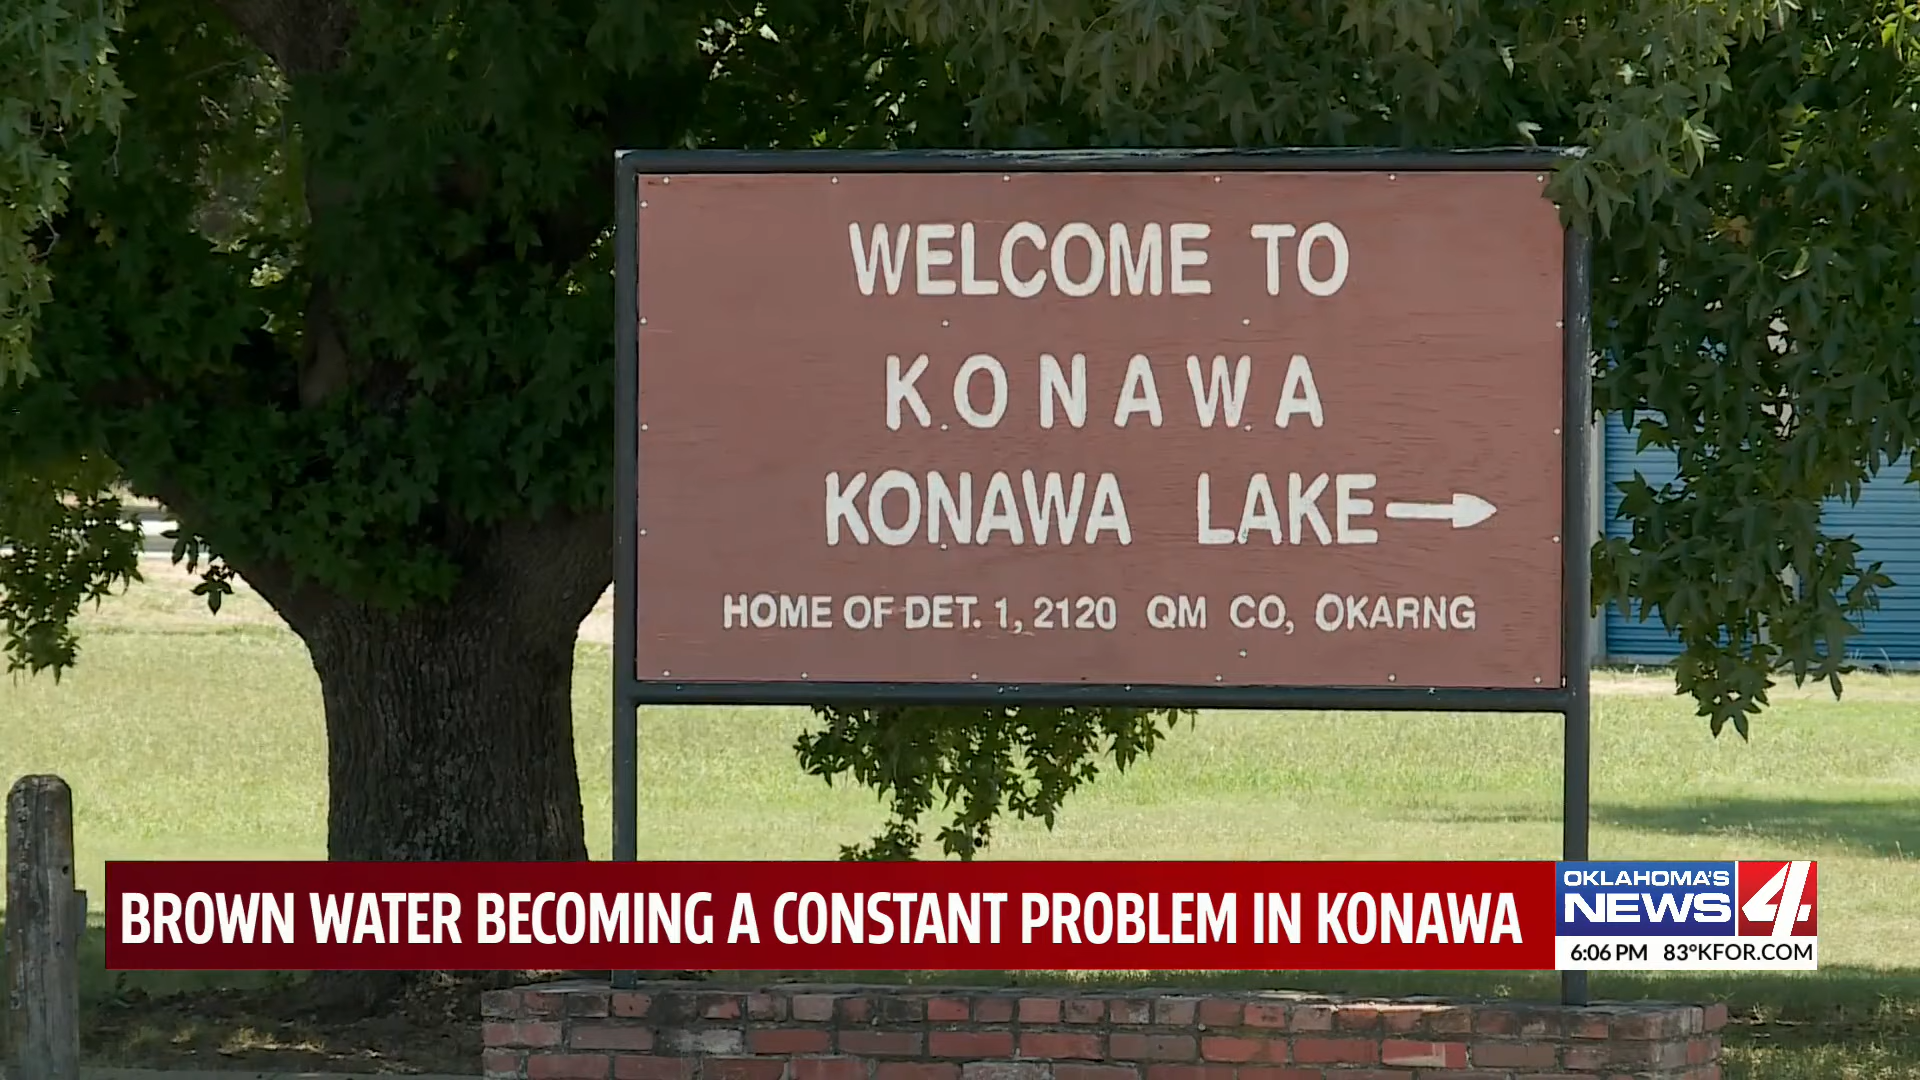 WELCOME TO
KONAWA
KONAWA LAKE
HOME OF DET. 1, 2120 QM CO, OKARNG
BROWN WATER BECOMING A CONSTANT PROBLEM IN KONAWA
OKLAHOMA'S
NEWS 4
6:06 PM 83° KFOR.COM